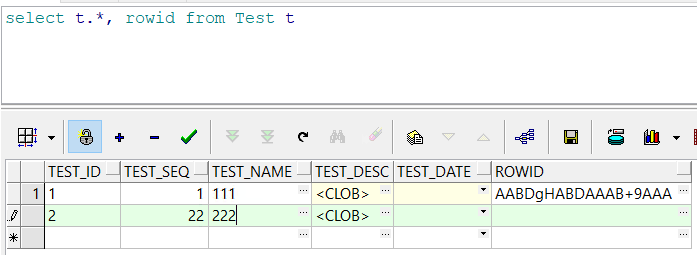 select t.*, rowid from Test t
TEST_ID TEST_SEQ TEST_NAME TEST_DESC TEST_DATE ROWID
1 1 1 111 <CLOB> AABDgHABDAAAB+9AAA
2 22 222 <CLOB>